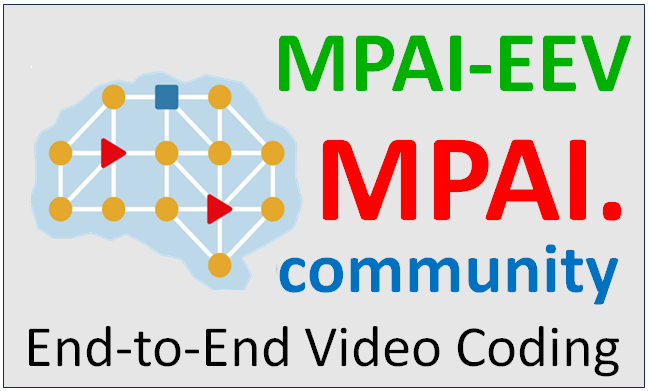 MPAI-EEV
MPAI.
community
End-to-End Video Coding